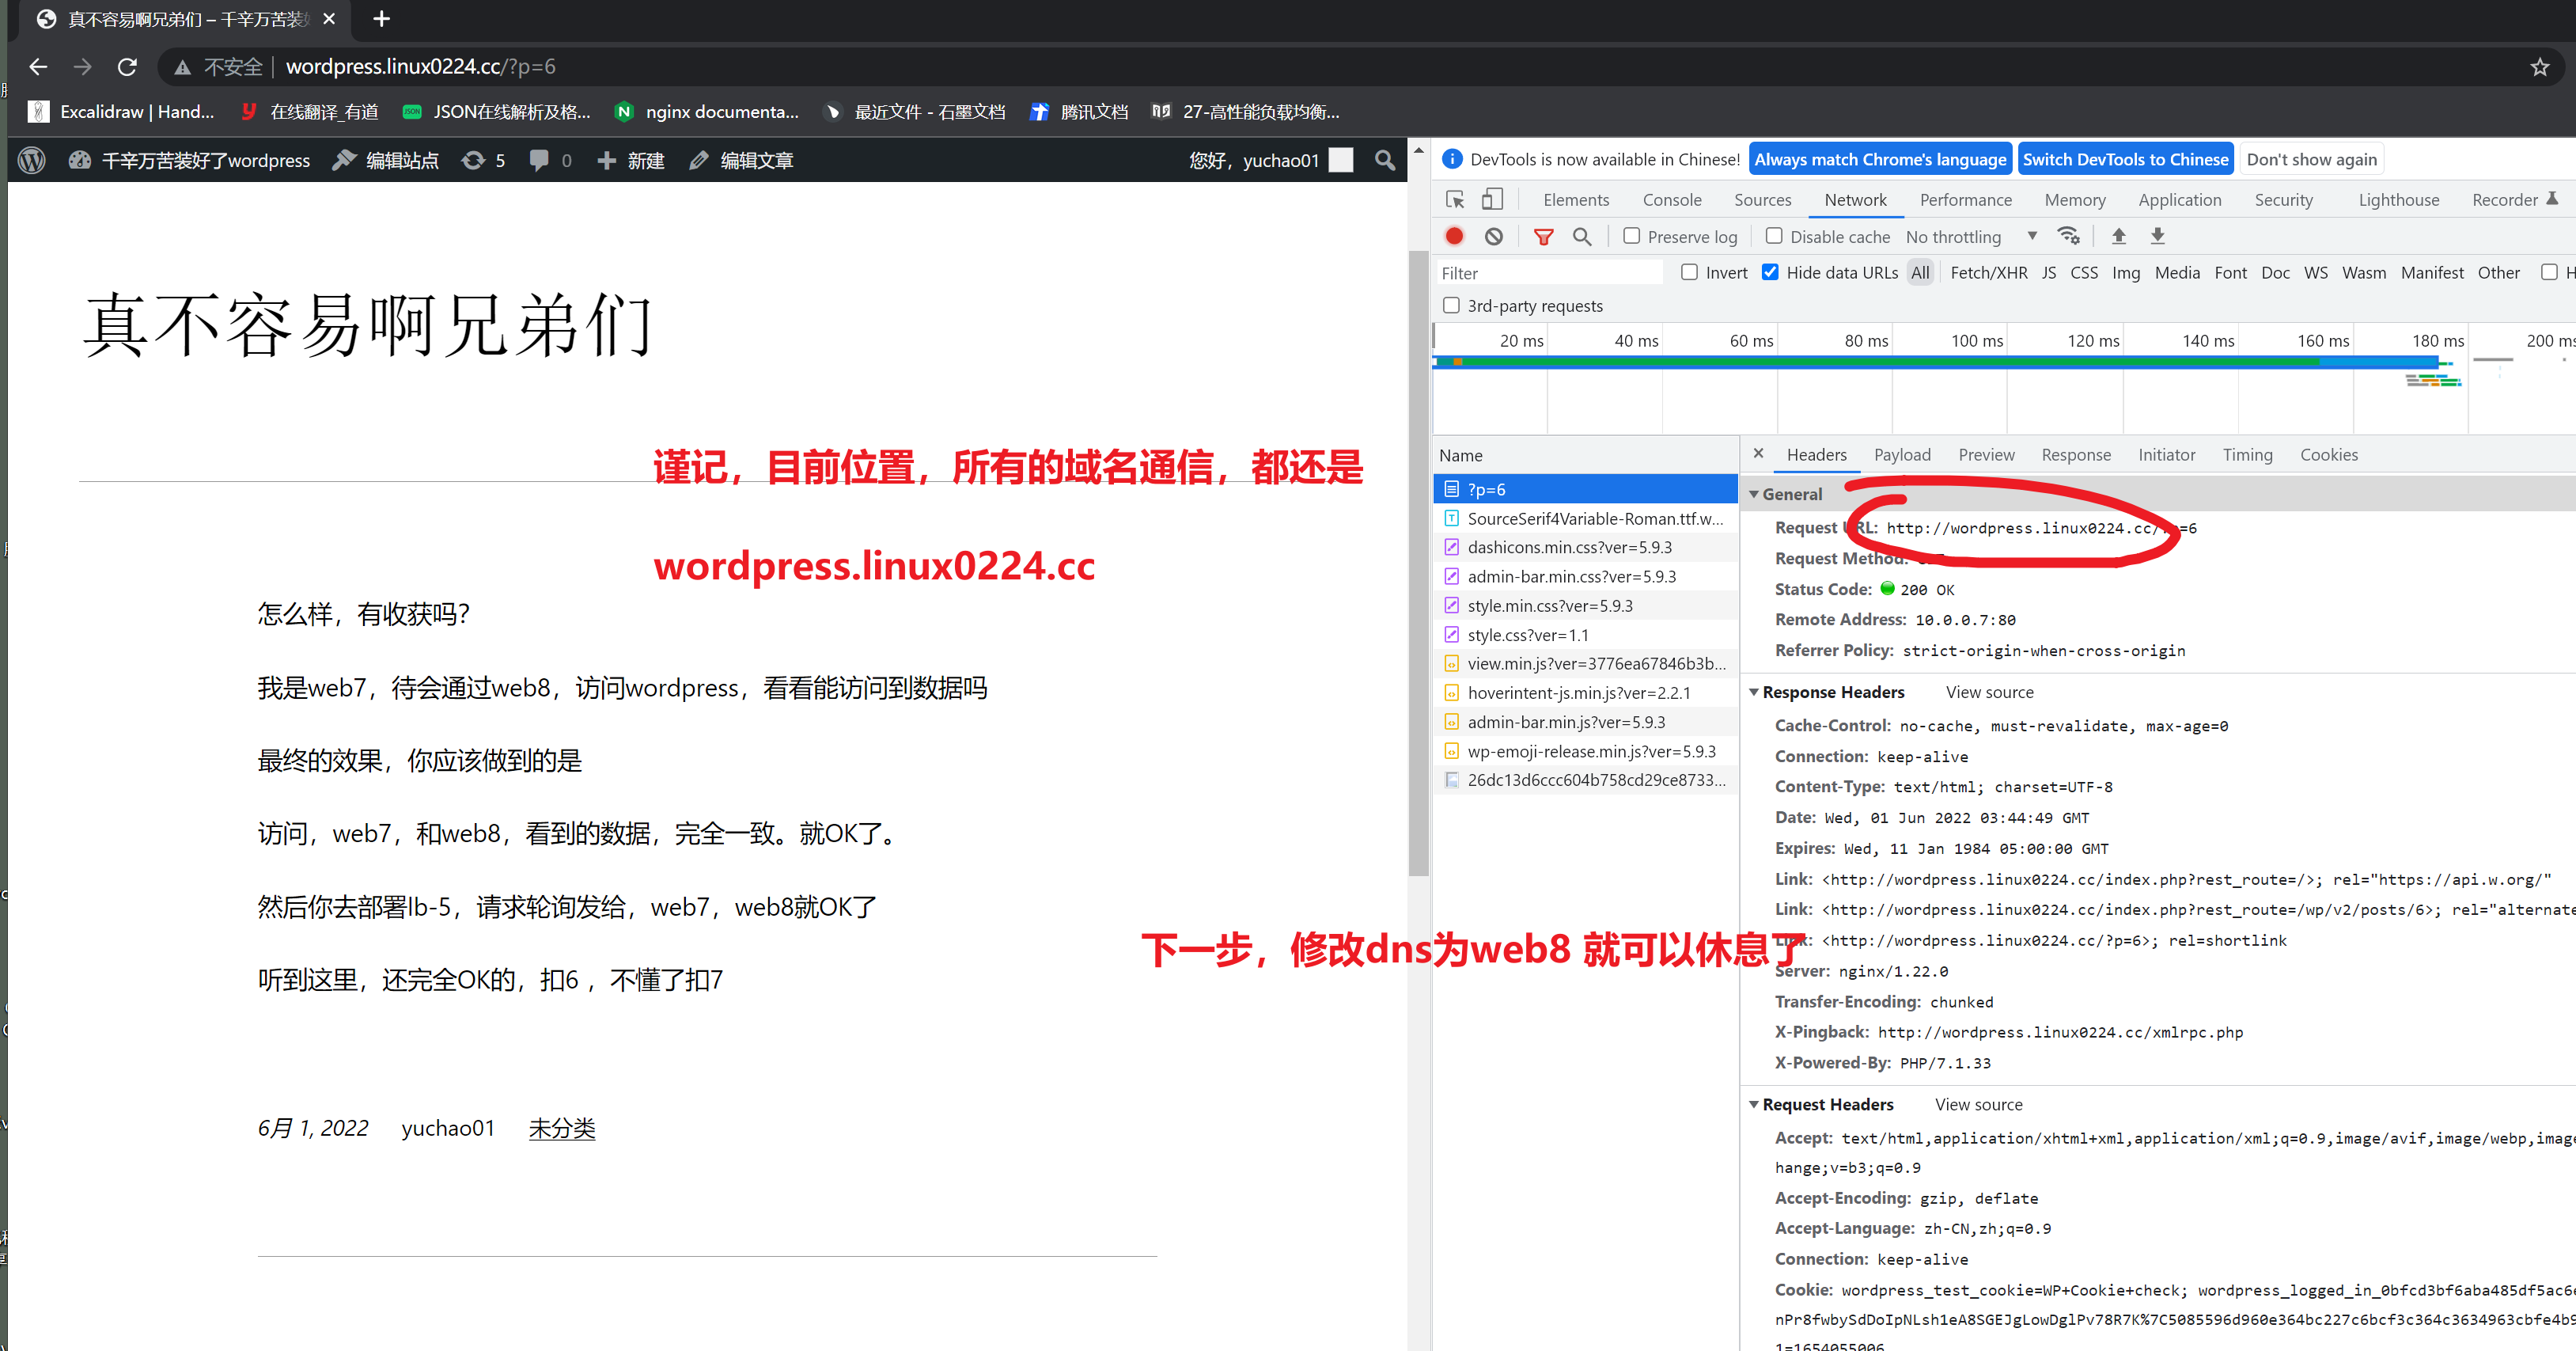 真不容易啊兄弟们 – 千辛万苦装
不安全 wordpress.linux0224.cc/?p=6
Excalidraw | Hand... 在线翻译_有道 JSON在线解析及格... nginx documenta... 最近文件 - 石墨文档 腾讯文档 27-高性能负载均衡...
千辛万苦装好了wordpress 编辑站点 5 0 新建 编辑文章 您好，yuchao01
真不容易啊兄弟们
谨记，目前位置，所有的域名通信，都还是
wordpress.linux0224.cc
怎么样，有收获吗？
我是web7，待会通过web8，访问wordpress，看看能访问到数据吗
最终的效果，你应该做到的是
访问，web7，和web8，看到的数据，完全一致。就OK了。
然后你去部署lb-5，请求轮询发给，web7，web8就OK了
下一步，修改dns为web8 就可以休息了
听到这里，还完全OK的，扣6 ，不懂了扣7
6月 1, 2022 yuchao01 未分类
DevTools is now available in Chinese! Always match Chrome's language Switch DevTools to Chinese Don't show again
Elements Console Sources Network Performance Memory Application Security Lighthouse Recorder
Preserve log Disable cache No throttling
Filter Invert Hide data URLs All Fetch/XHR JS CSS Img Media Font Doc WS Wasm Manifest Other H
3rd-party requests
20 ms 40 ms 60 ms 80 ms 100 ms 120 ms 140 ms 160 ms 180 ms 200 ms
Name
?p=6
SourceSerif4Variable-Roman.ttf.w...
dashicons.min.css?ver=5.9.3
admin-bar.min.css?ver=5.9.3
style.min.css?ver=5.9.3
style.css?ver=1.1
view.min.js?ver=3776ea67846b3b...
hoverintent-js.min.js?ver=2.2.1
admin-bar.min.js?ver=5.9.3
wp-emoji-release.min.js?ver=5.9.3
26dc13d6ccc604b758cd29ce8733...
Headers Payload Preview Response Initiator Timing Cookies
General
Request URL: http://wordpress.linux0224.cc/?p=6
Request Method:
Status Code: 200 OK
Remote Address: 10.0.0.7:80
Referrer Policy: strict-origin-when-cross-origin
Response Headers View source
Cache-Control: no-cache, must-revalidate, max-age=0
Connection: keep-alive
Content-Type: text/html; charset=UTF-8
Date: Wed, 01 Jun 2022 03:44:49 GMT
Expires: Wed, 11 Jan 1984 05:00:00 GMT
Link: <http://wordpress.linux0224.cc/index.php?rest_route=/>; rel="https://api.w.org/"
Link: <http://wordpress.linux0224.cc/index.php?rest_route=/wp/v2/posts/6>; rel="alternate
Link: <http://wordpress.linux0224.cc/?p=6>; rel=shortlink
Server: nginx/1.22.0
Transfer-Encoding: chunked
X-Pingback: http://wordpress.linux0224.cc/xmlrpc.php
X-Powered-By: PHP/7.1.33
Request Headers View source
Accept: text/html,application/xhtml+xml,application/xml;q=0.9,image/avif,image/webp,imag
hange;v=b3;q=0.9
Accept-Encoding: gzip, deflate
Accept-Language: zh-CN,zh;q=0.9
Connection: keep-alive
Cookie: wordpress_test_cookie=WP+Cookie+check; wordpress_logged_in_0bfcd3bf6aba485df5ac6
nPr8fwbySdDoIpNLsh1eA8SGEJgLowDglPv78R7K%7C5085596d960e364bc227c6bcf3c364c3634963cbfe4b9
1=1654055006